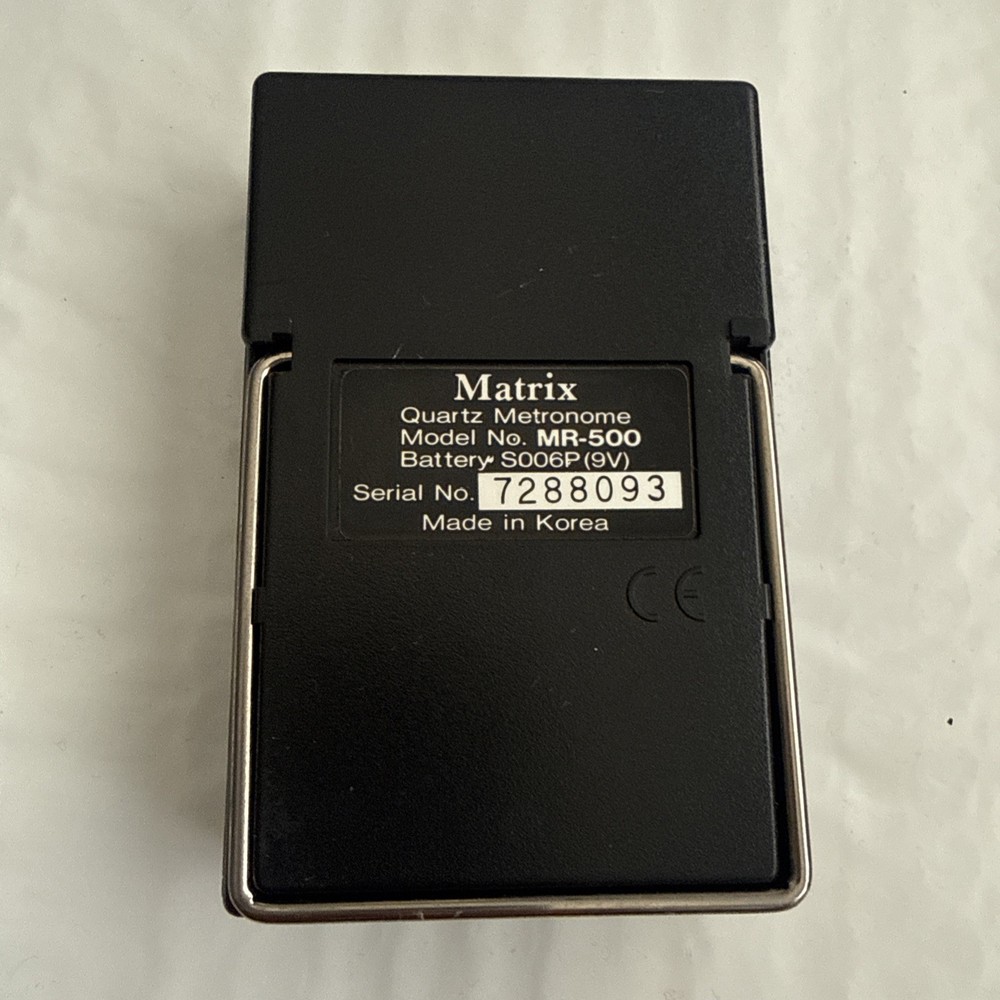 Matrix
Quartz Metronome
Model No. MR-500
Battery S006P (9V)
Serial No. 7288093
Made in Korea
CE